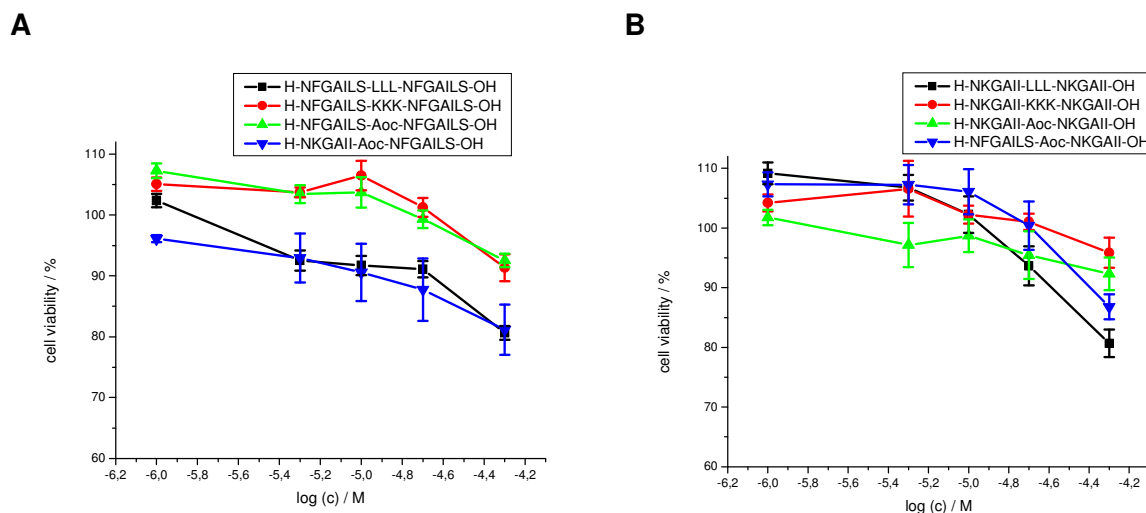 A
H-NFGAILS-LLL-NFGAILS-OH
H-NFGAILS-KKK-NFGAILS-OH
H-NFGAILS-Aoc-NFGAILS-OH
H-NKGAII-Aoc-NFGAILS-OH
110
100
90
80
70
60
cell viability / %
-6,2 -6,0 -5,8 -5,6 -5,4 -5,2 -5,0 -4,8 -4,6 -4,4 -4,2
log (c) / M
B
H-NKGAII-LLL-NKGAII-OH
H-NKGAII-KKK-NKGAII-OH
H-NKGAII-Aoc-NKGAII-OH
H-NFGAILS-Aoc-NKGAII-OH
110
100
90
80
70
60
cell viability / %
-6,2 -6,0 -5,8 -5,6 -5,4 -5,2 -5,0 -4,8 -4,6 -4,4 -4,2
log (c) / M